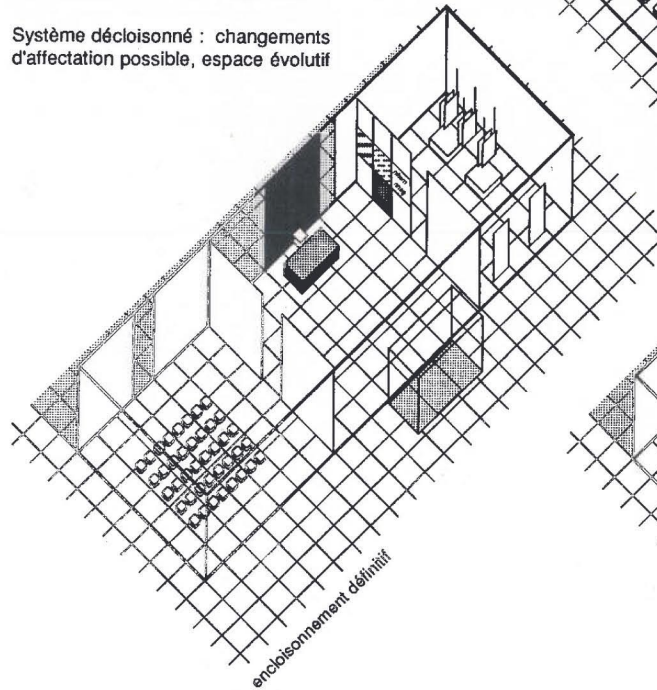 Système décloisonné : changements
d'affectation possible, espace évolutif
encloisonnement définitif